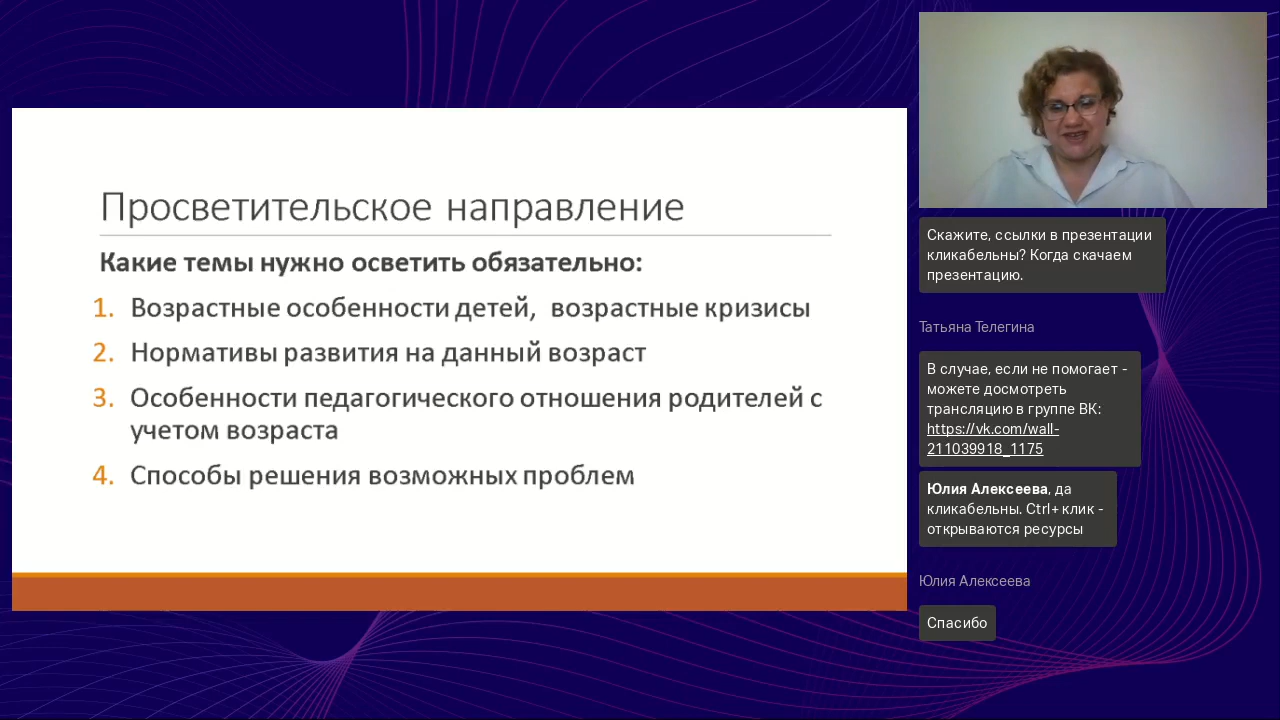 Просветительское направление
Какие темы нужно осветить обязательно:
1. Возрастные особенности детей, возрастные кризисы
2. Нормативы развития на данный возраст
3. Особенности педагогического отношения родителей с
учетом возраста
4. Способы решения возможных проблем
Скажите, ссылки в презентации
кликабельны? Когда скачаем
презентацию.
Татьяна Телегина
В случае, если не помогает -
можете досмотреть
трансляцию в группе ВК:
https://vk.com/wall-
211039918_1175
Юлия Алексеева, да
кликабельны. Ctrl+ клик -
открываются ресурсы
Юлия Алексеева
Спасибо